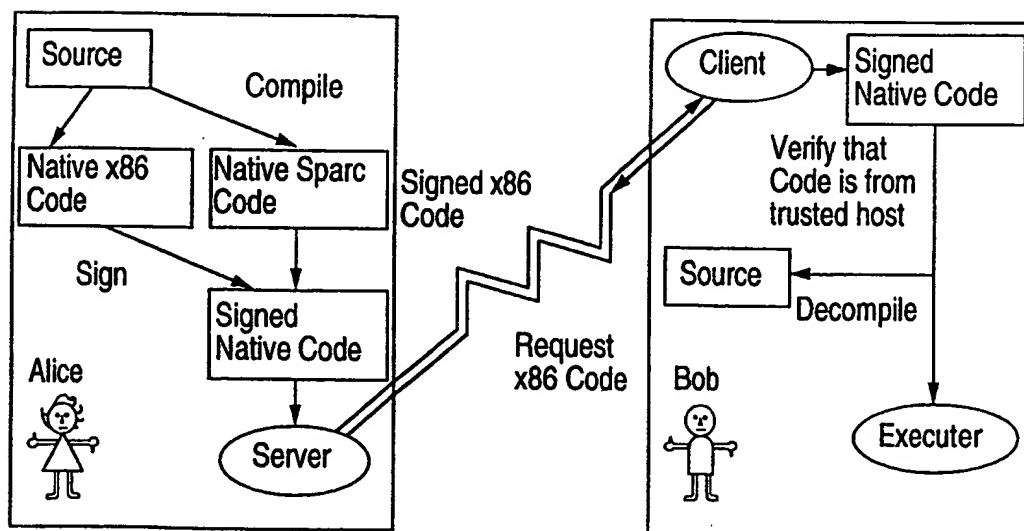 Source
Compile
Native x86
Code
Native Sparc
Code
Sign
Signed
Native Code
Alice
Server
Signed x86
Code
Request
x86 Code
Client
Signed
Native Code
Verify that
Code is from
trusted host
Source
Decompile
Bob
Executer